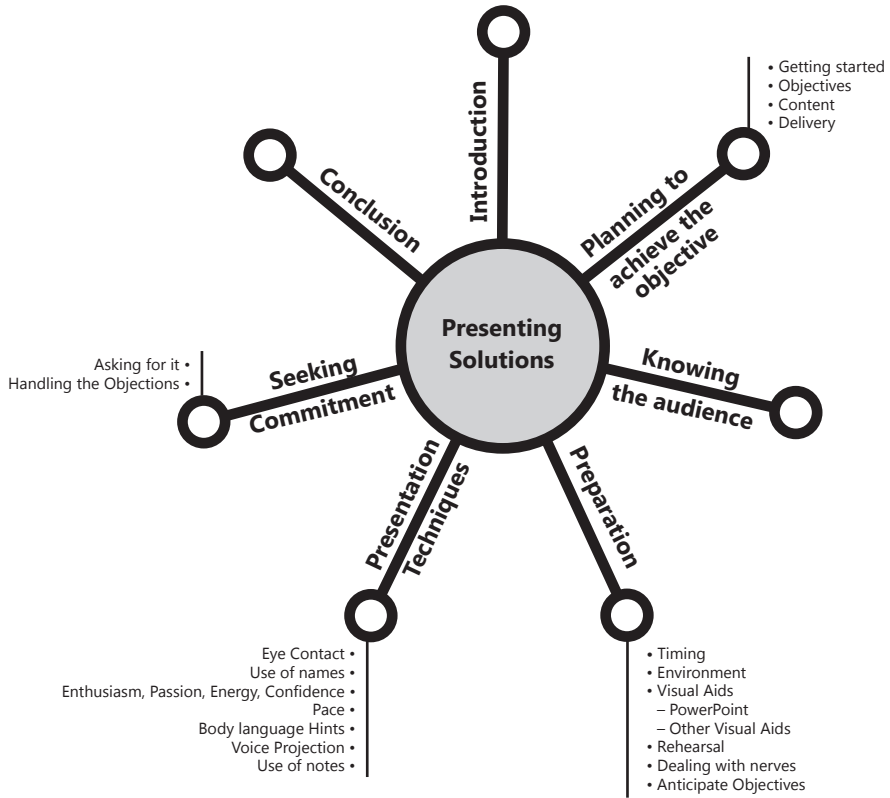 Presenting
Solutions
Introduction
Planning to
achieve the
objective
• Getting started
• Objectives
• Content
• Delivery
Knowing
the audience
Preparation
• Timing
• Environment
• Visual Aids
– PowerPoint
– Other Visual Aids
• Rehearsal
• Dealing with nerves
• Anticipate Objectives
Presentation
Techniques
Eye Contact •
Use of names •
Enthusiasm, Passion, Energy, Confidence •
Pace •
Body language Hints •
Voice Projection •
Use of notes •
Seeking
Commitment
Asking for it •
Handling the Objections •
Conclusion